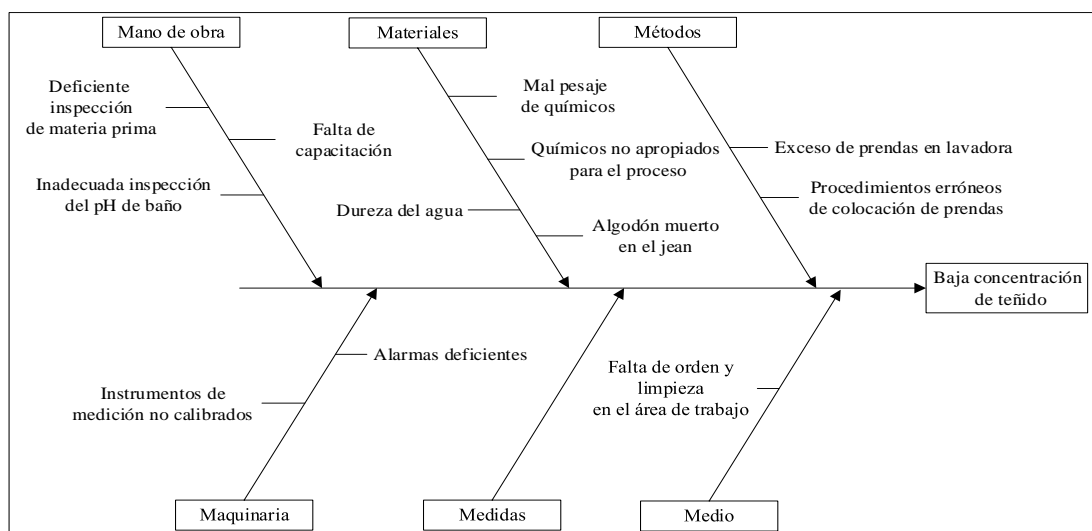 Mano de obra
Materiales
Métodos
Deficiente
inspección
de materia prima
Falta de
capacitación
Inadecuada inspección
del pH de baño
Mal pesaje
de químicos
Químicos no apropiados
para el proceso
Dureza del agua
Algodón muerto
en el jean
Exceso de prendas en lavadora
Procedimientos erróneos
de colocación de prendas
Baja concentración
de teñido
Alarmas deficientes
Instrumentos de
medición no calibrados
Falta de orden y
limpieza
en el área de trabajo
Maquinaria
Medidas
Medio